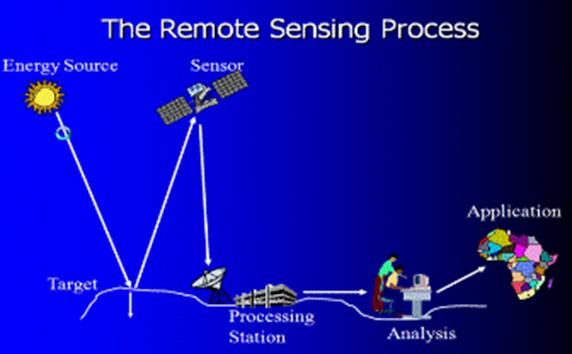 The Remote Sensing Process
Energy Source
Sensor
Application
Target
Processing
Station
Analysis